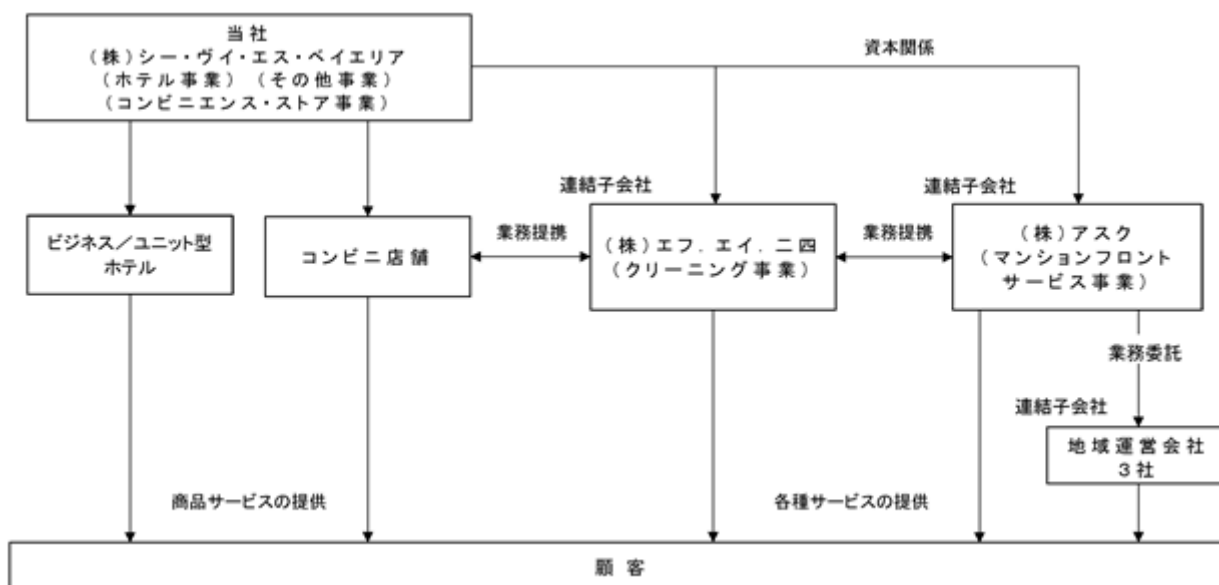 当社
(株)シー・ヴイ・エス・ベイエリア
(ホテル事業)(その他事業)
(コンビニエンス・ストア事業)
資本関係
連結子会社
連結子会社
ビジネス/ユニット型
ホテル
コンビニ店舗
業務提携
(株)エフ.エイ.二四
(クリーニング事業)
業務提携
(株)アスク
(マンションフロント
サービス事業)
業務委託
連結子会社
地域運営会社
3社
商品サービスの提供
各種サービスの提供
顧客